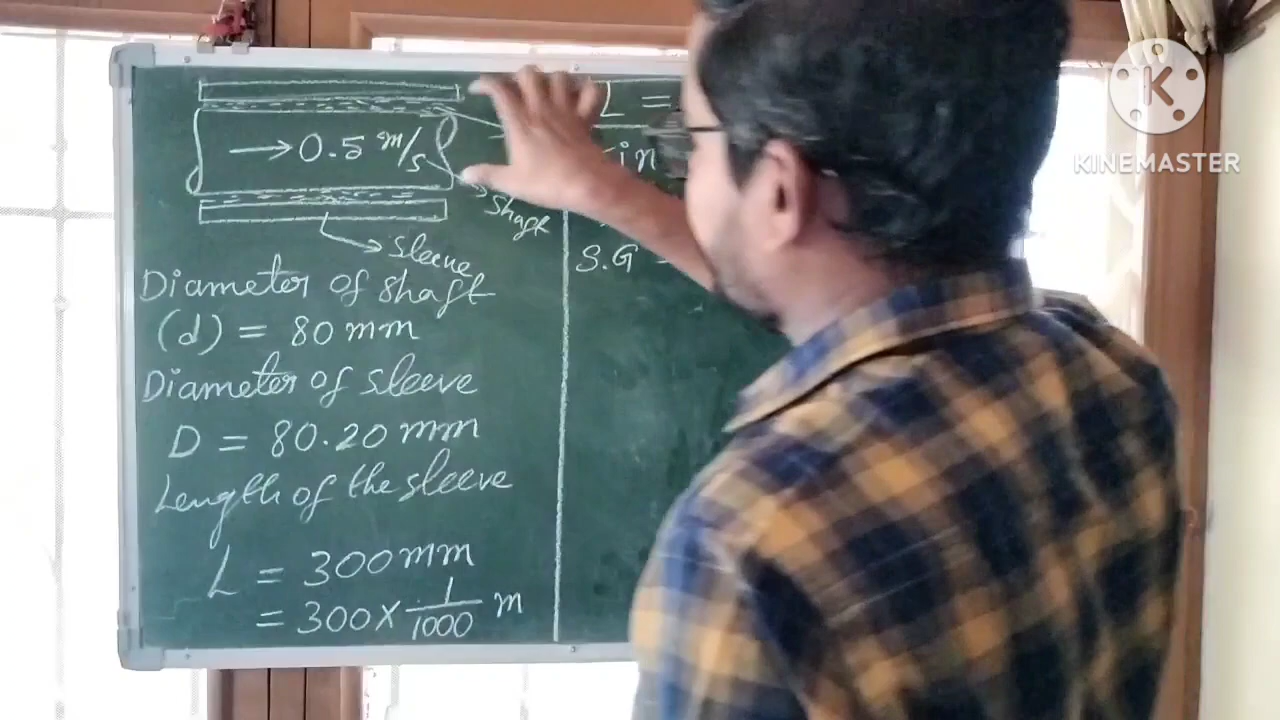 0.5 m/s
shaft
sleeve
Diameter of shaft
(d) = 80 mm
Diameter of sleeve
D = 80.20 mm
Length of the sleeve
L = 300 mm
= 300 × 1/1000 m
L =
S.G
K
KINEMASTER